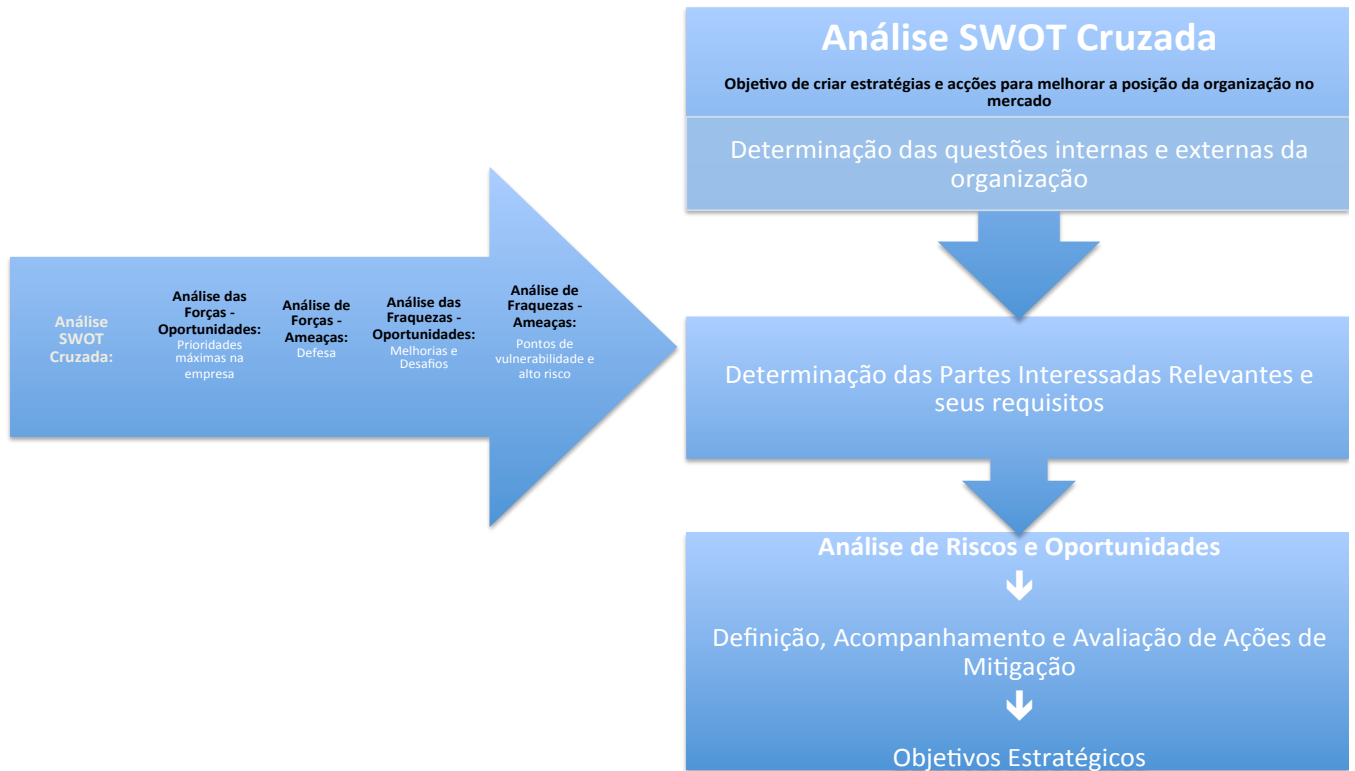 Análise SWOT Cruzada
Objetivo de criar estratégias e acções para melhorar a posição da organização no
mercado
Determinação das questões internas e externas da
organização
Análise
SWOT
Cruzada:
Análise das
Forças -
Oportunidades:
Prioridades
máximas na
empresa
Análise de
Forças -
Ameaças:
Defesa
Análise das
Fraquezas -
Oportunidades:
Melhorias e
Desafios
Análise de
Fraquezas -
Ameaças:
Pontos de
vulnerabilidade e
alto risco
Determinação das Partes Interessadas Relevantes e
seus requisitos
Análise de Riscos e Oportunidades
Definição, Acompanhamento e Avaliação de Ações de
Mitigação
Objetivos Estratégicos